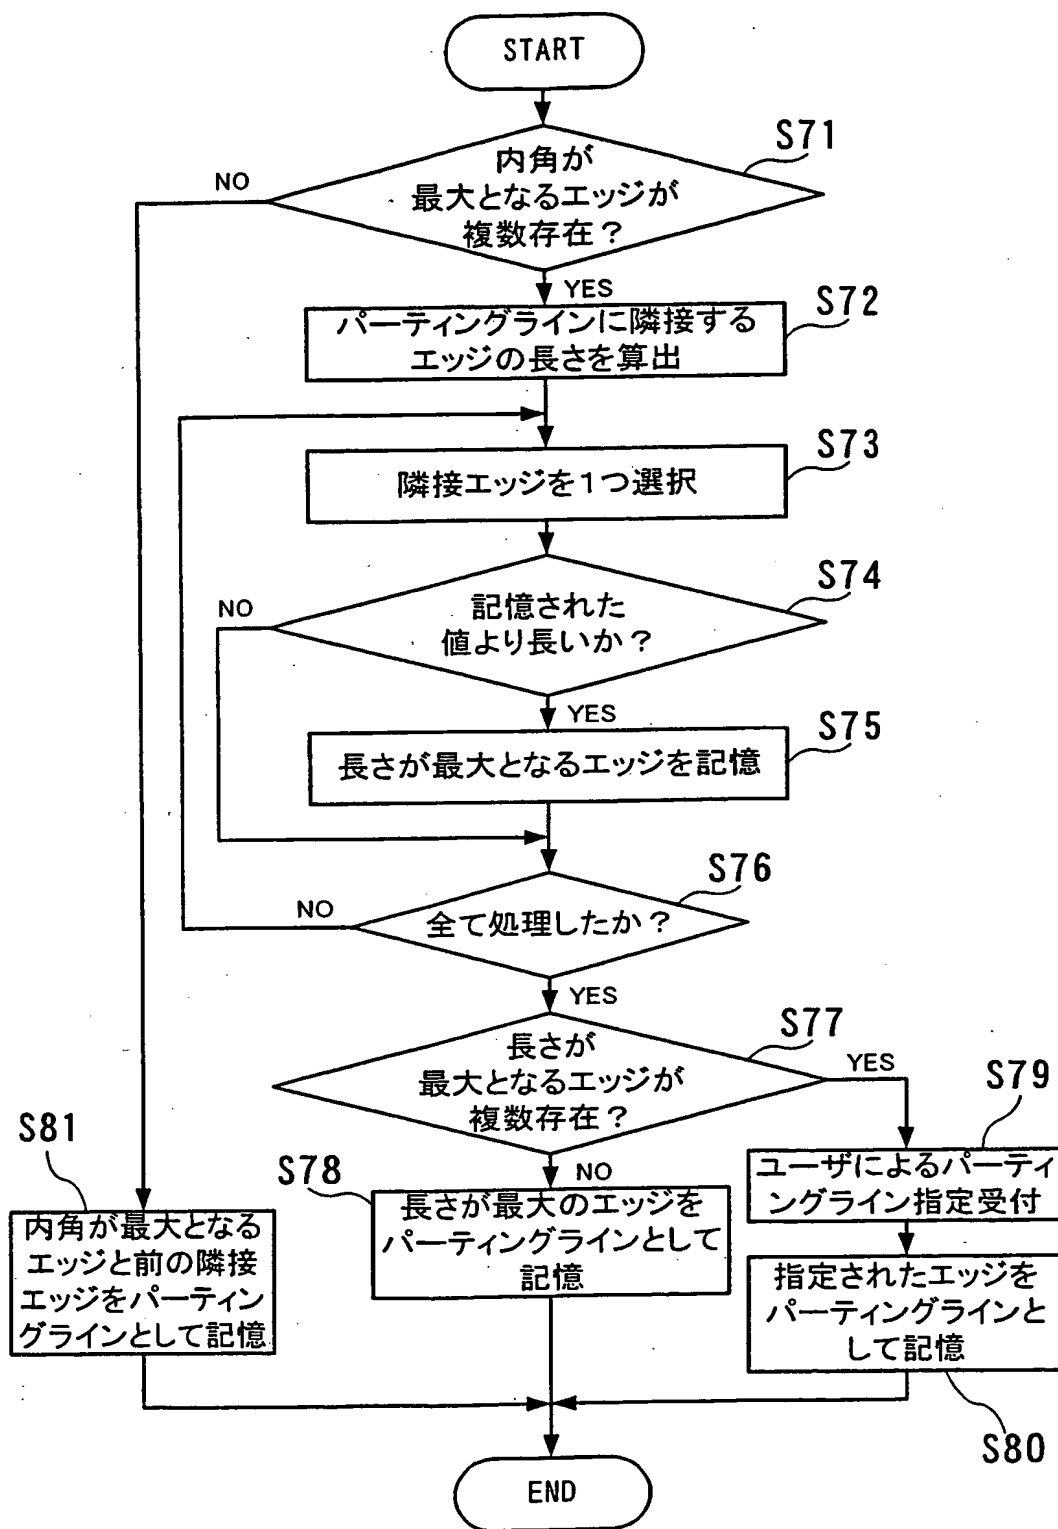 START
S71
内角が
最大となるエッジが
複数存在?
NO
YES
S72
パーティングラインに隣接する
エッジの長さを算出
S73
隣接エッジを1つ選択
S74
記憶された
値より長いか?
NO
YES
S75
長さが最大となるエッジを記憶
S76
全て処理したか?
NO
YES
S77
長さが
最大となるエッジが
複数存在?
YES
NO
S79
ユーザによるパーティ
ングライン指定受付
S81
内角が最大となる
エッジと前の隣接
エッジをパーティン
グラインとして記憶
S78
長さが最大のエッジを
パーティングラインとして
記憶
指定されたエッジを
パーティングラインと
して記憶
S80
END